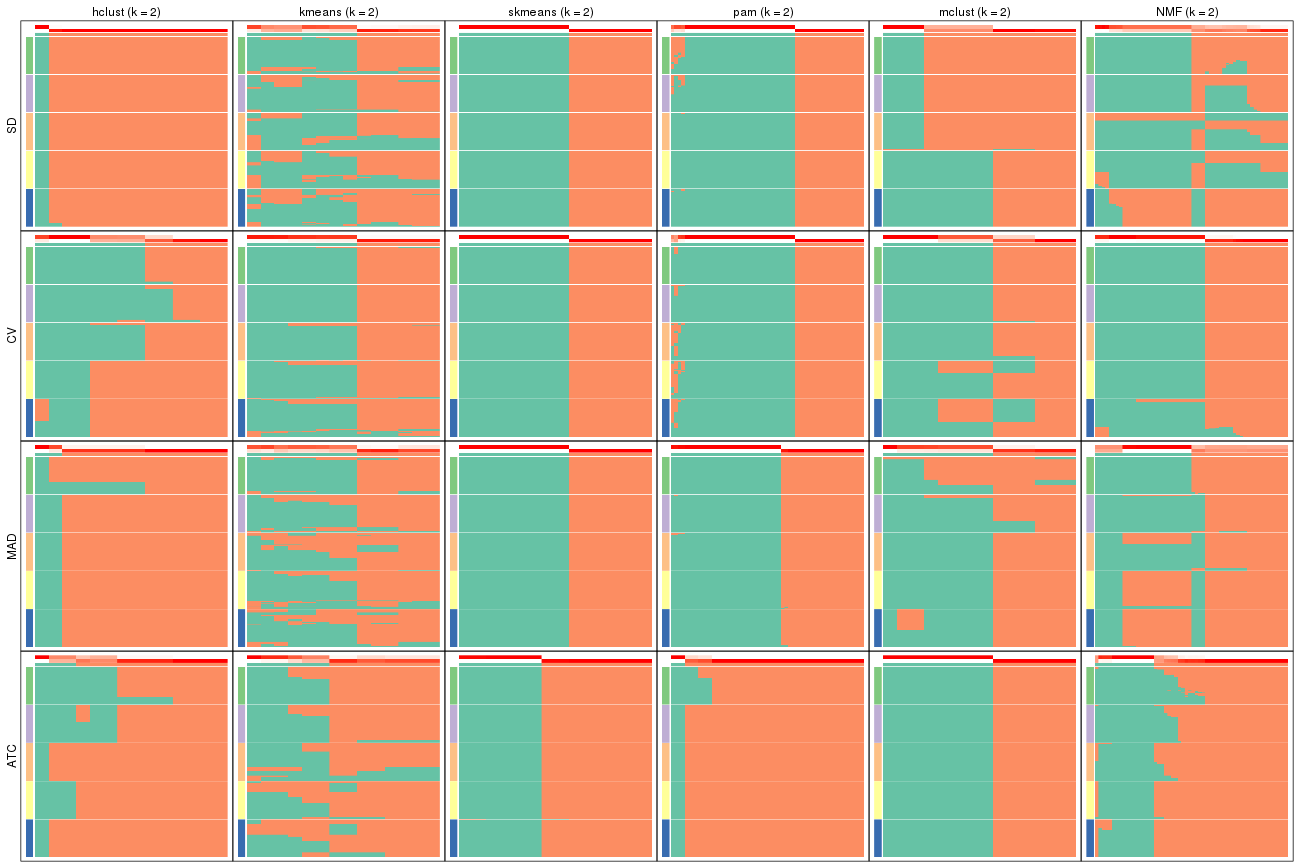 hclust (k = 2) kmeans (k = 2) skmeans (k = 2) pam (k = 2) mclust (k = 2) NMF (k = 2)
SD
CV
MAD
ATC